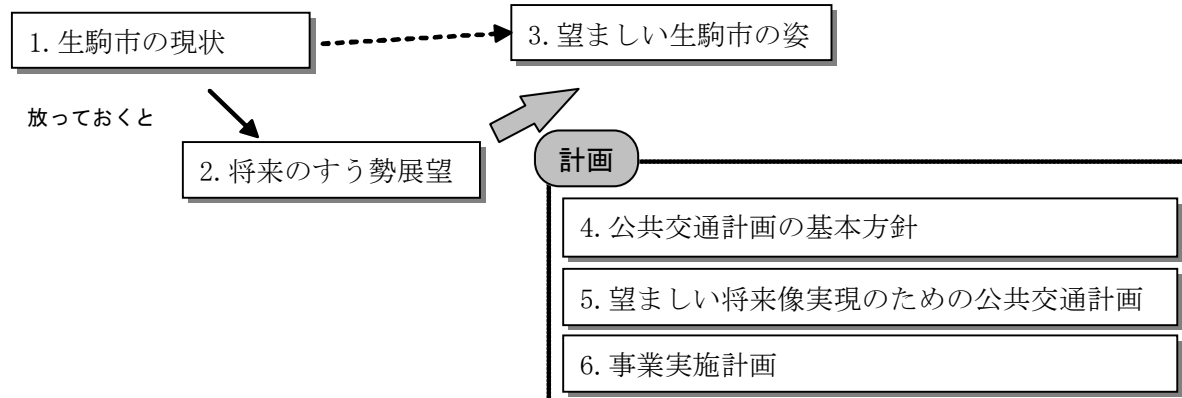 1.生駒市の現状
3.望ましい生駒市の姿
放っておくと
2.将来のすう勢展望
計画
4.公共交通計画の基本方針
5.望ましい将来像実現のための公共交通計画
6.事業実施計画